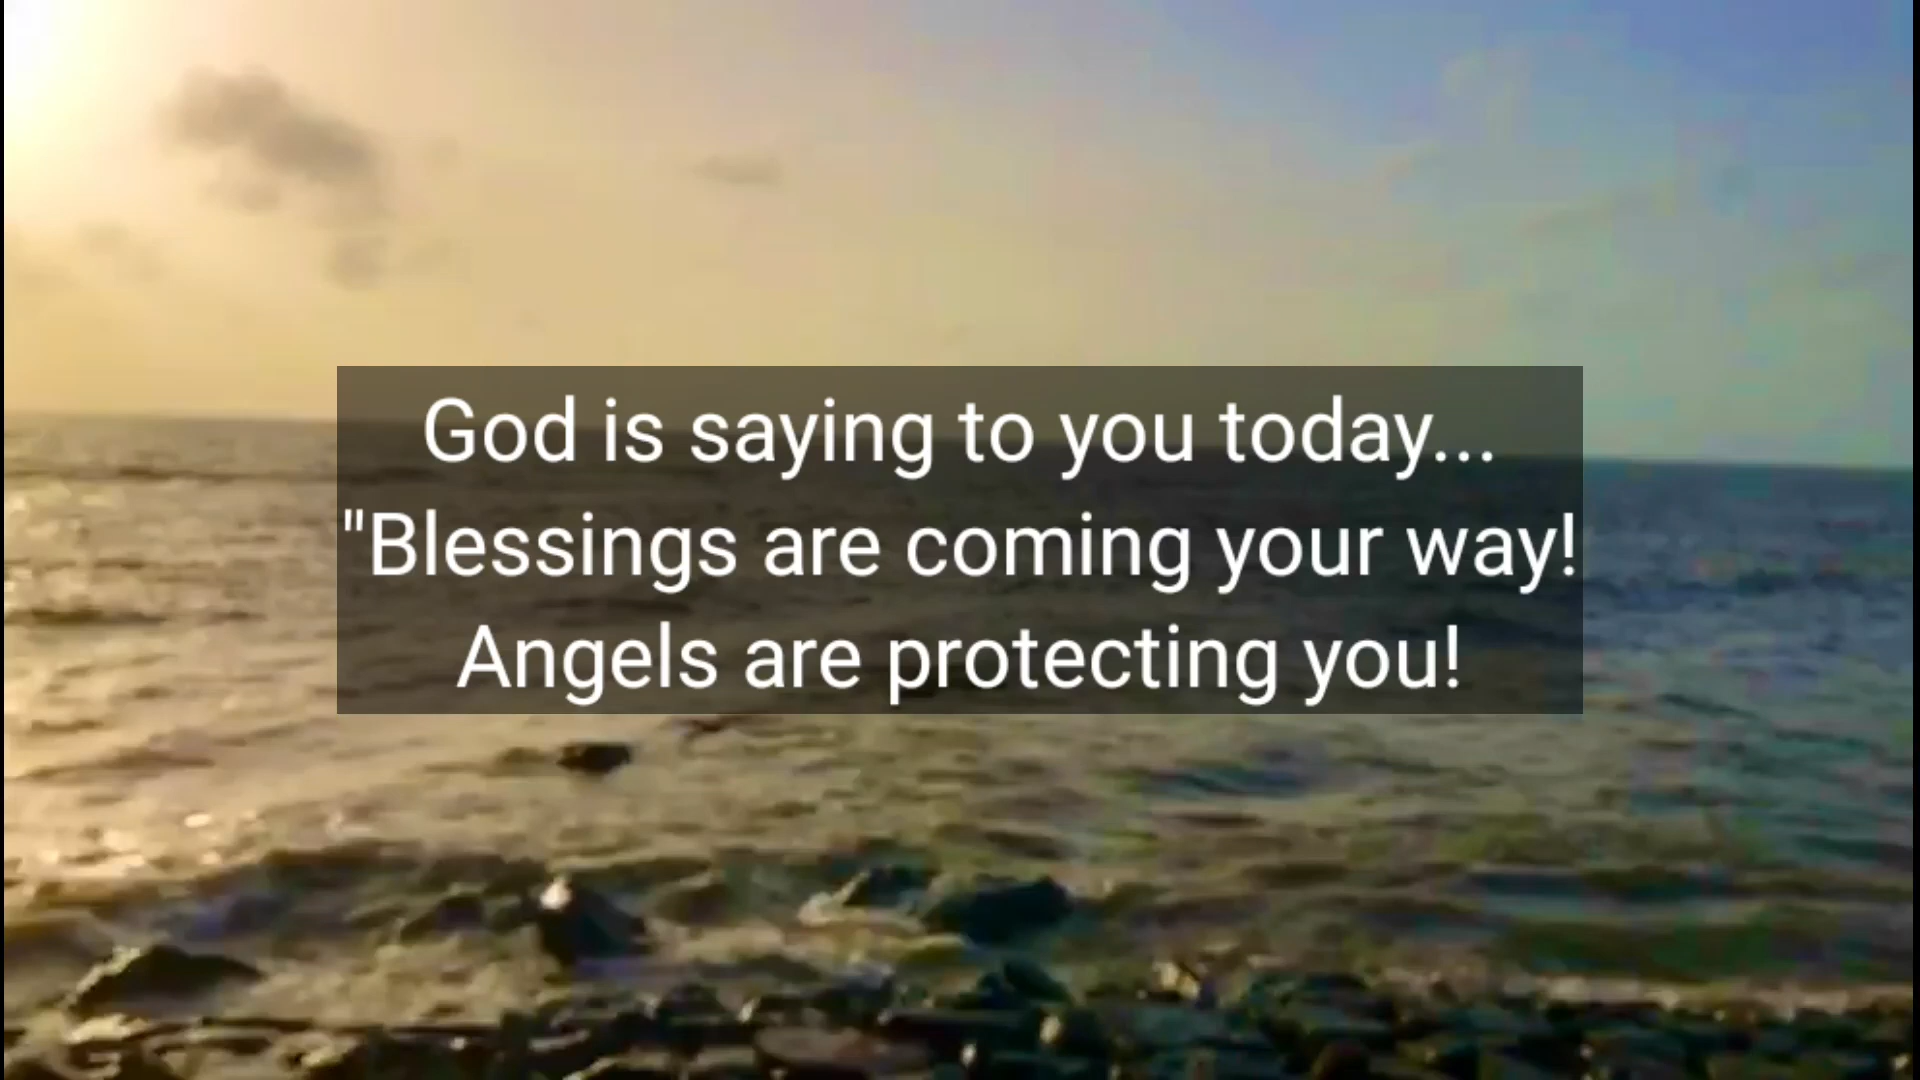 God is saying to you today...
"Blessings are coming your way!
Angels are protecting you!